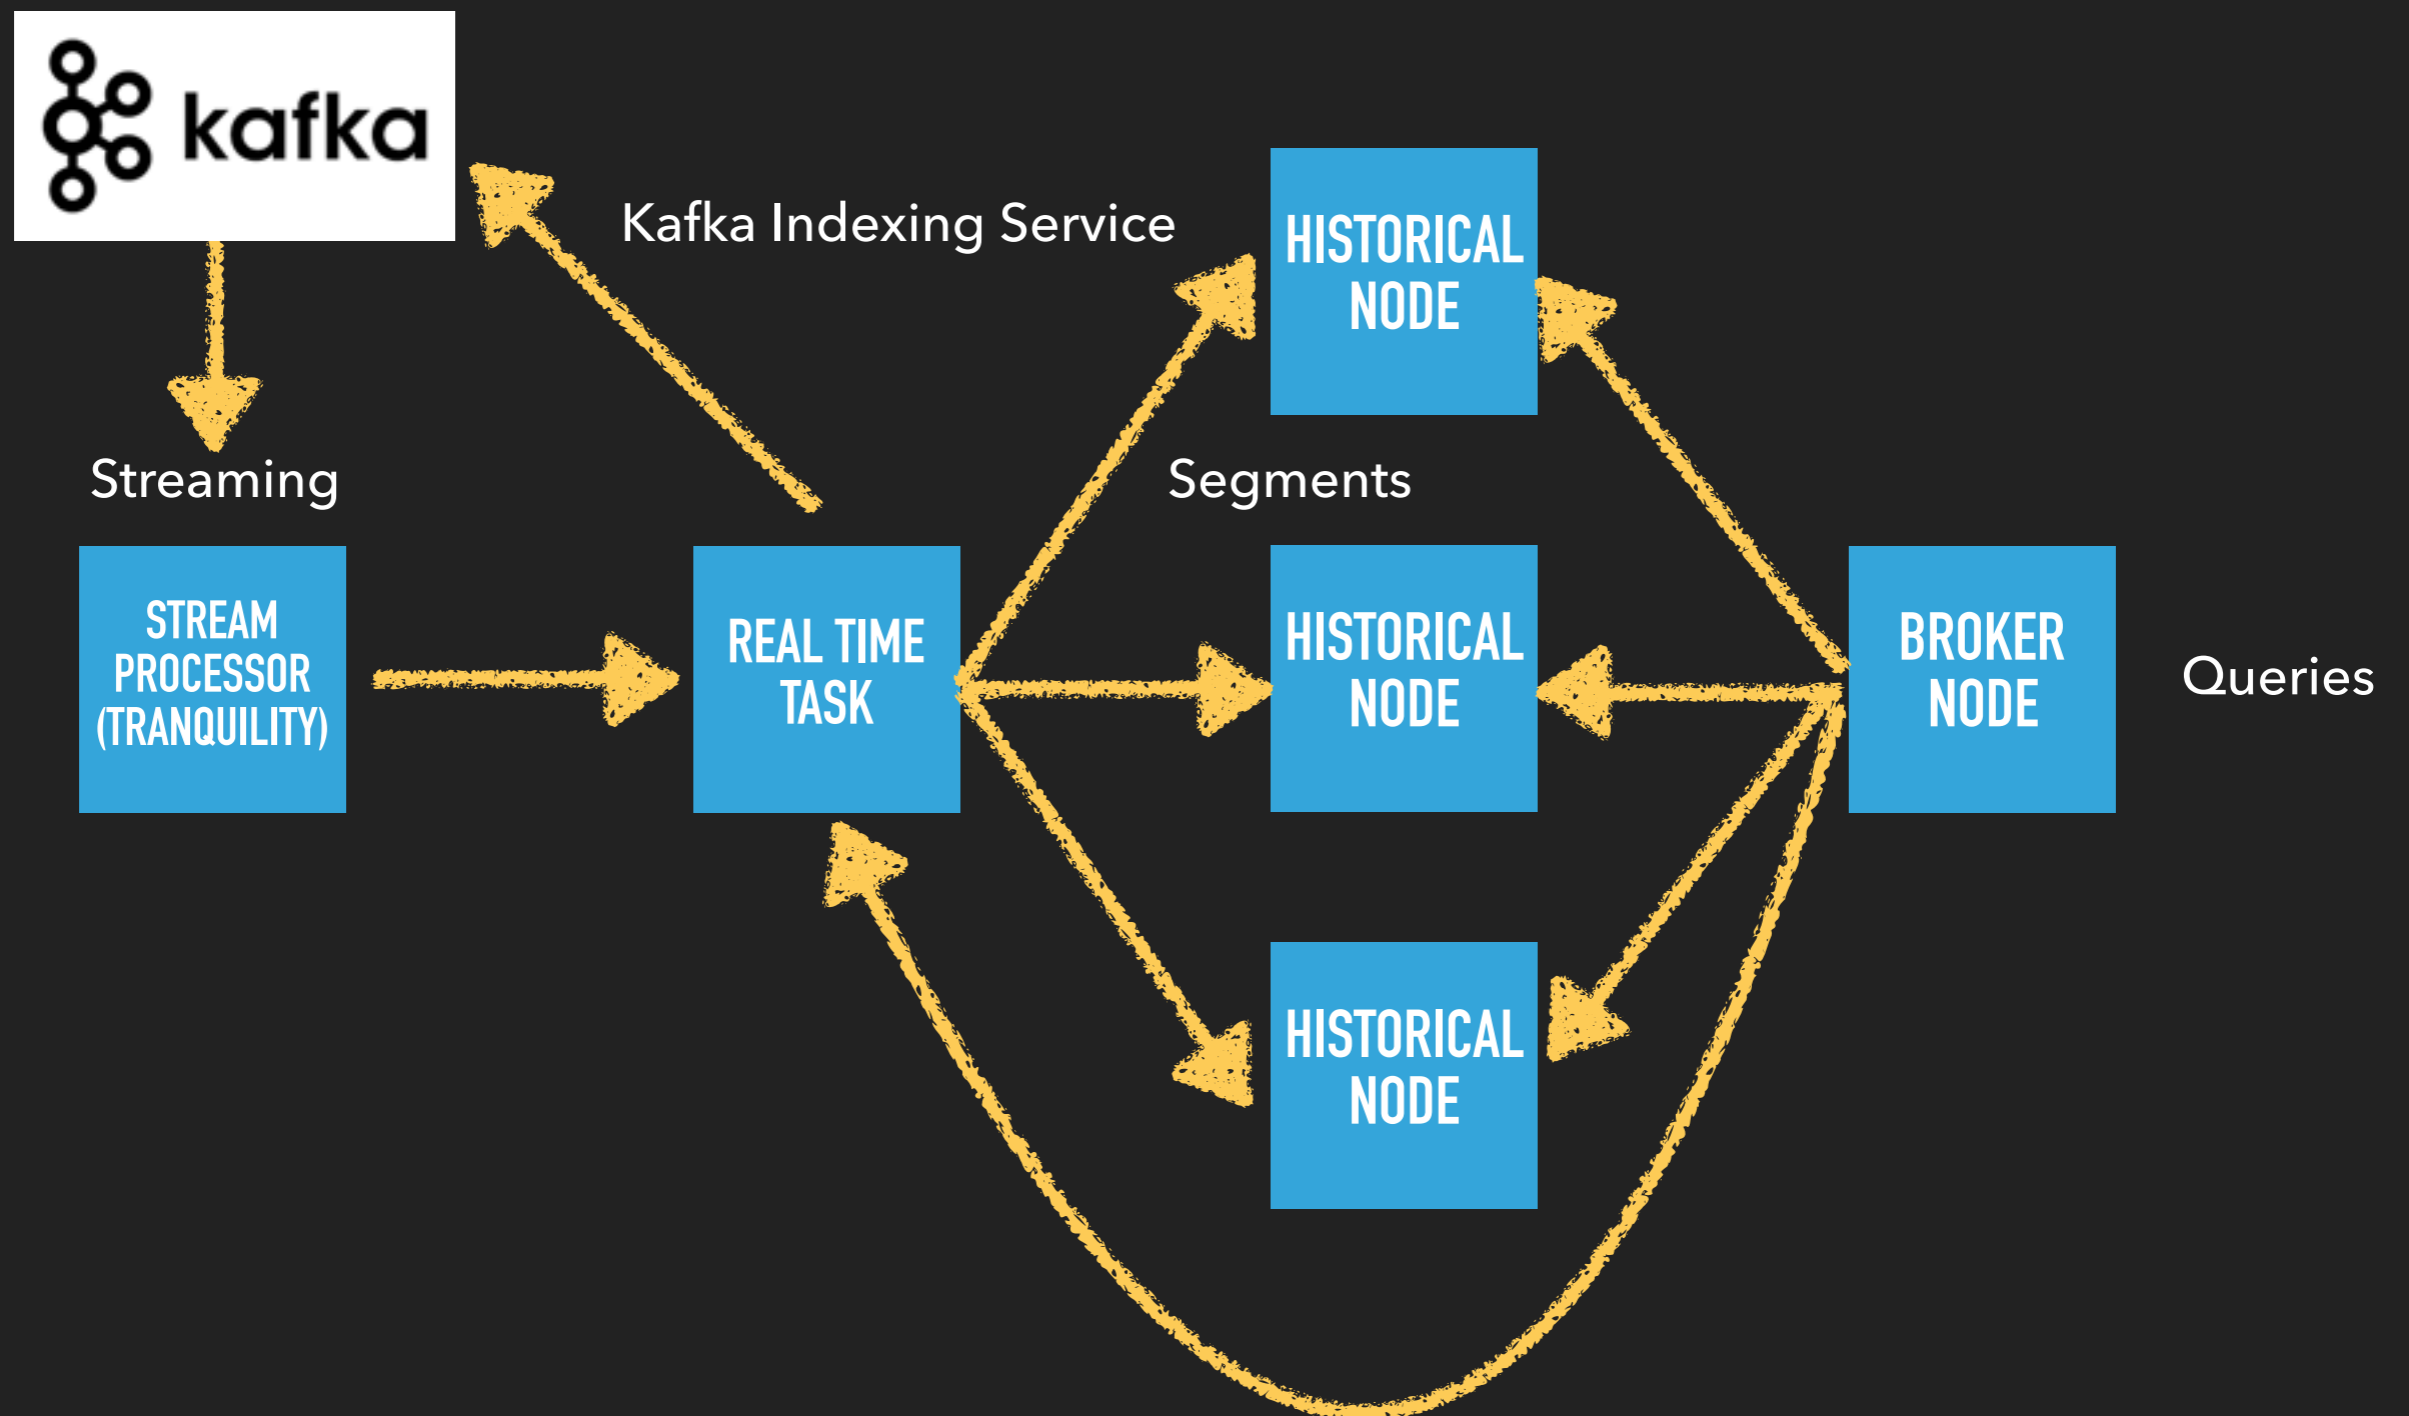 kafka
Kafka Indexing Service
Streaming
STREAM
PROCESSOR
(TRANQUILITY)
REAL TIME
TASK
HISTORICAL
NODE
Segments
HISTORICAL
NODE
HISTORICAL
NODE
BROKER
NODE
Queries